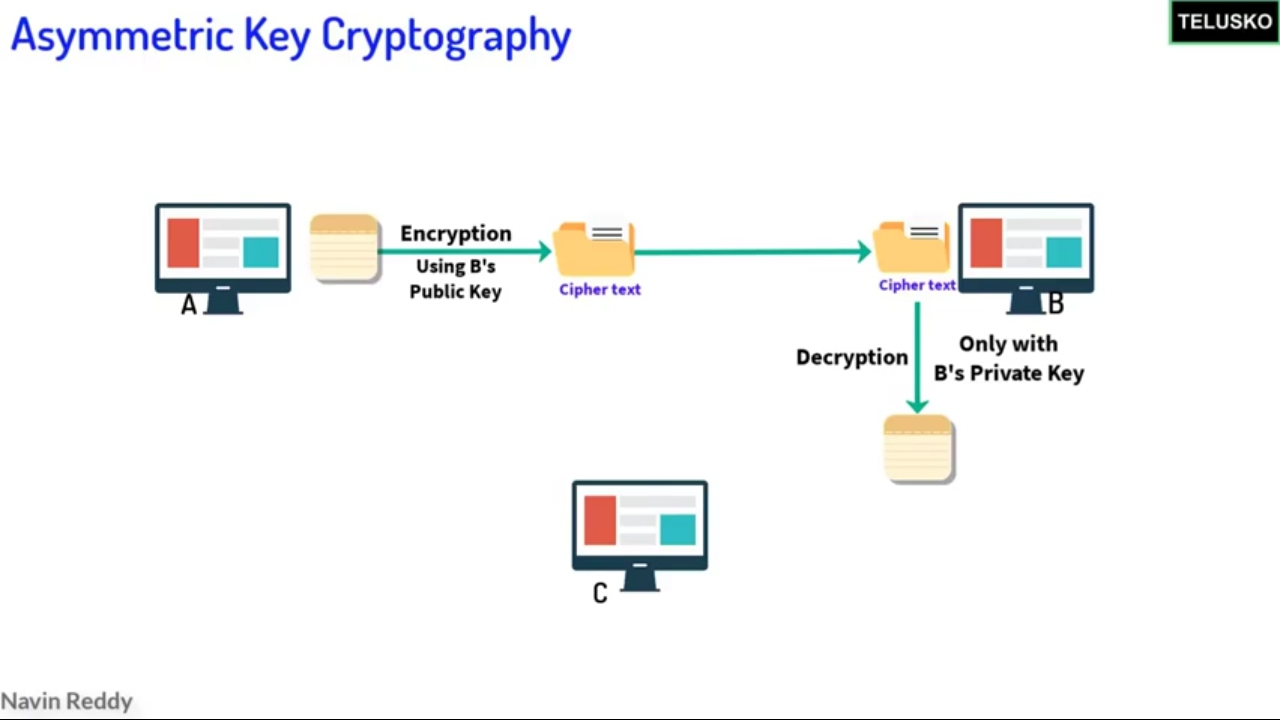 Asymmetric Key Cryptography
TELUSKO
Encryption
Using B's
Public Key
Cipher text
Cipher text
A
B
Decryption
Only with
B's Private Key
C
Navin Reddy